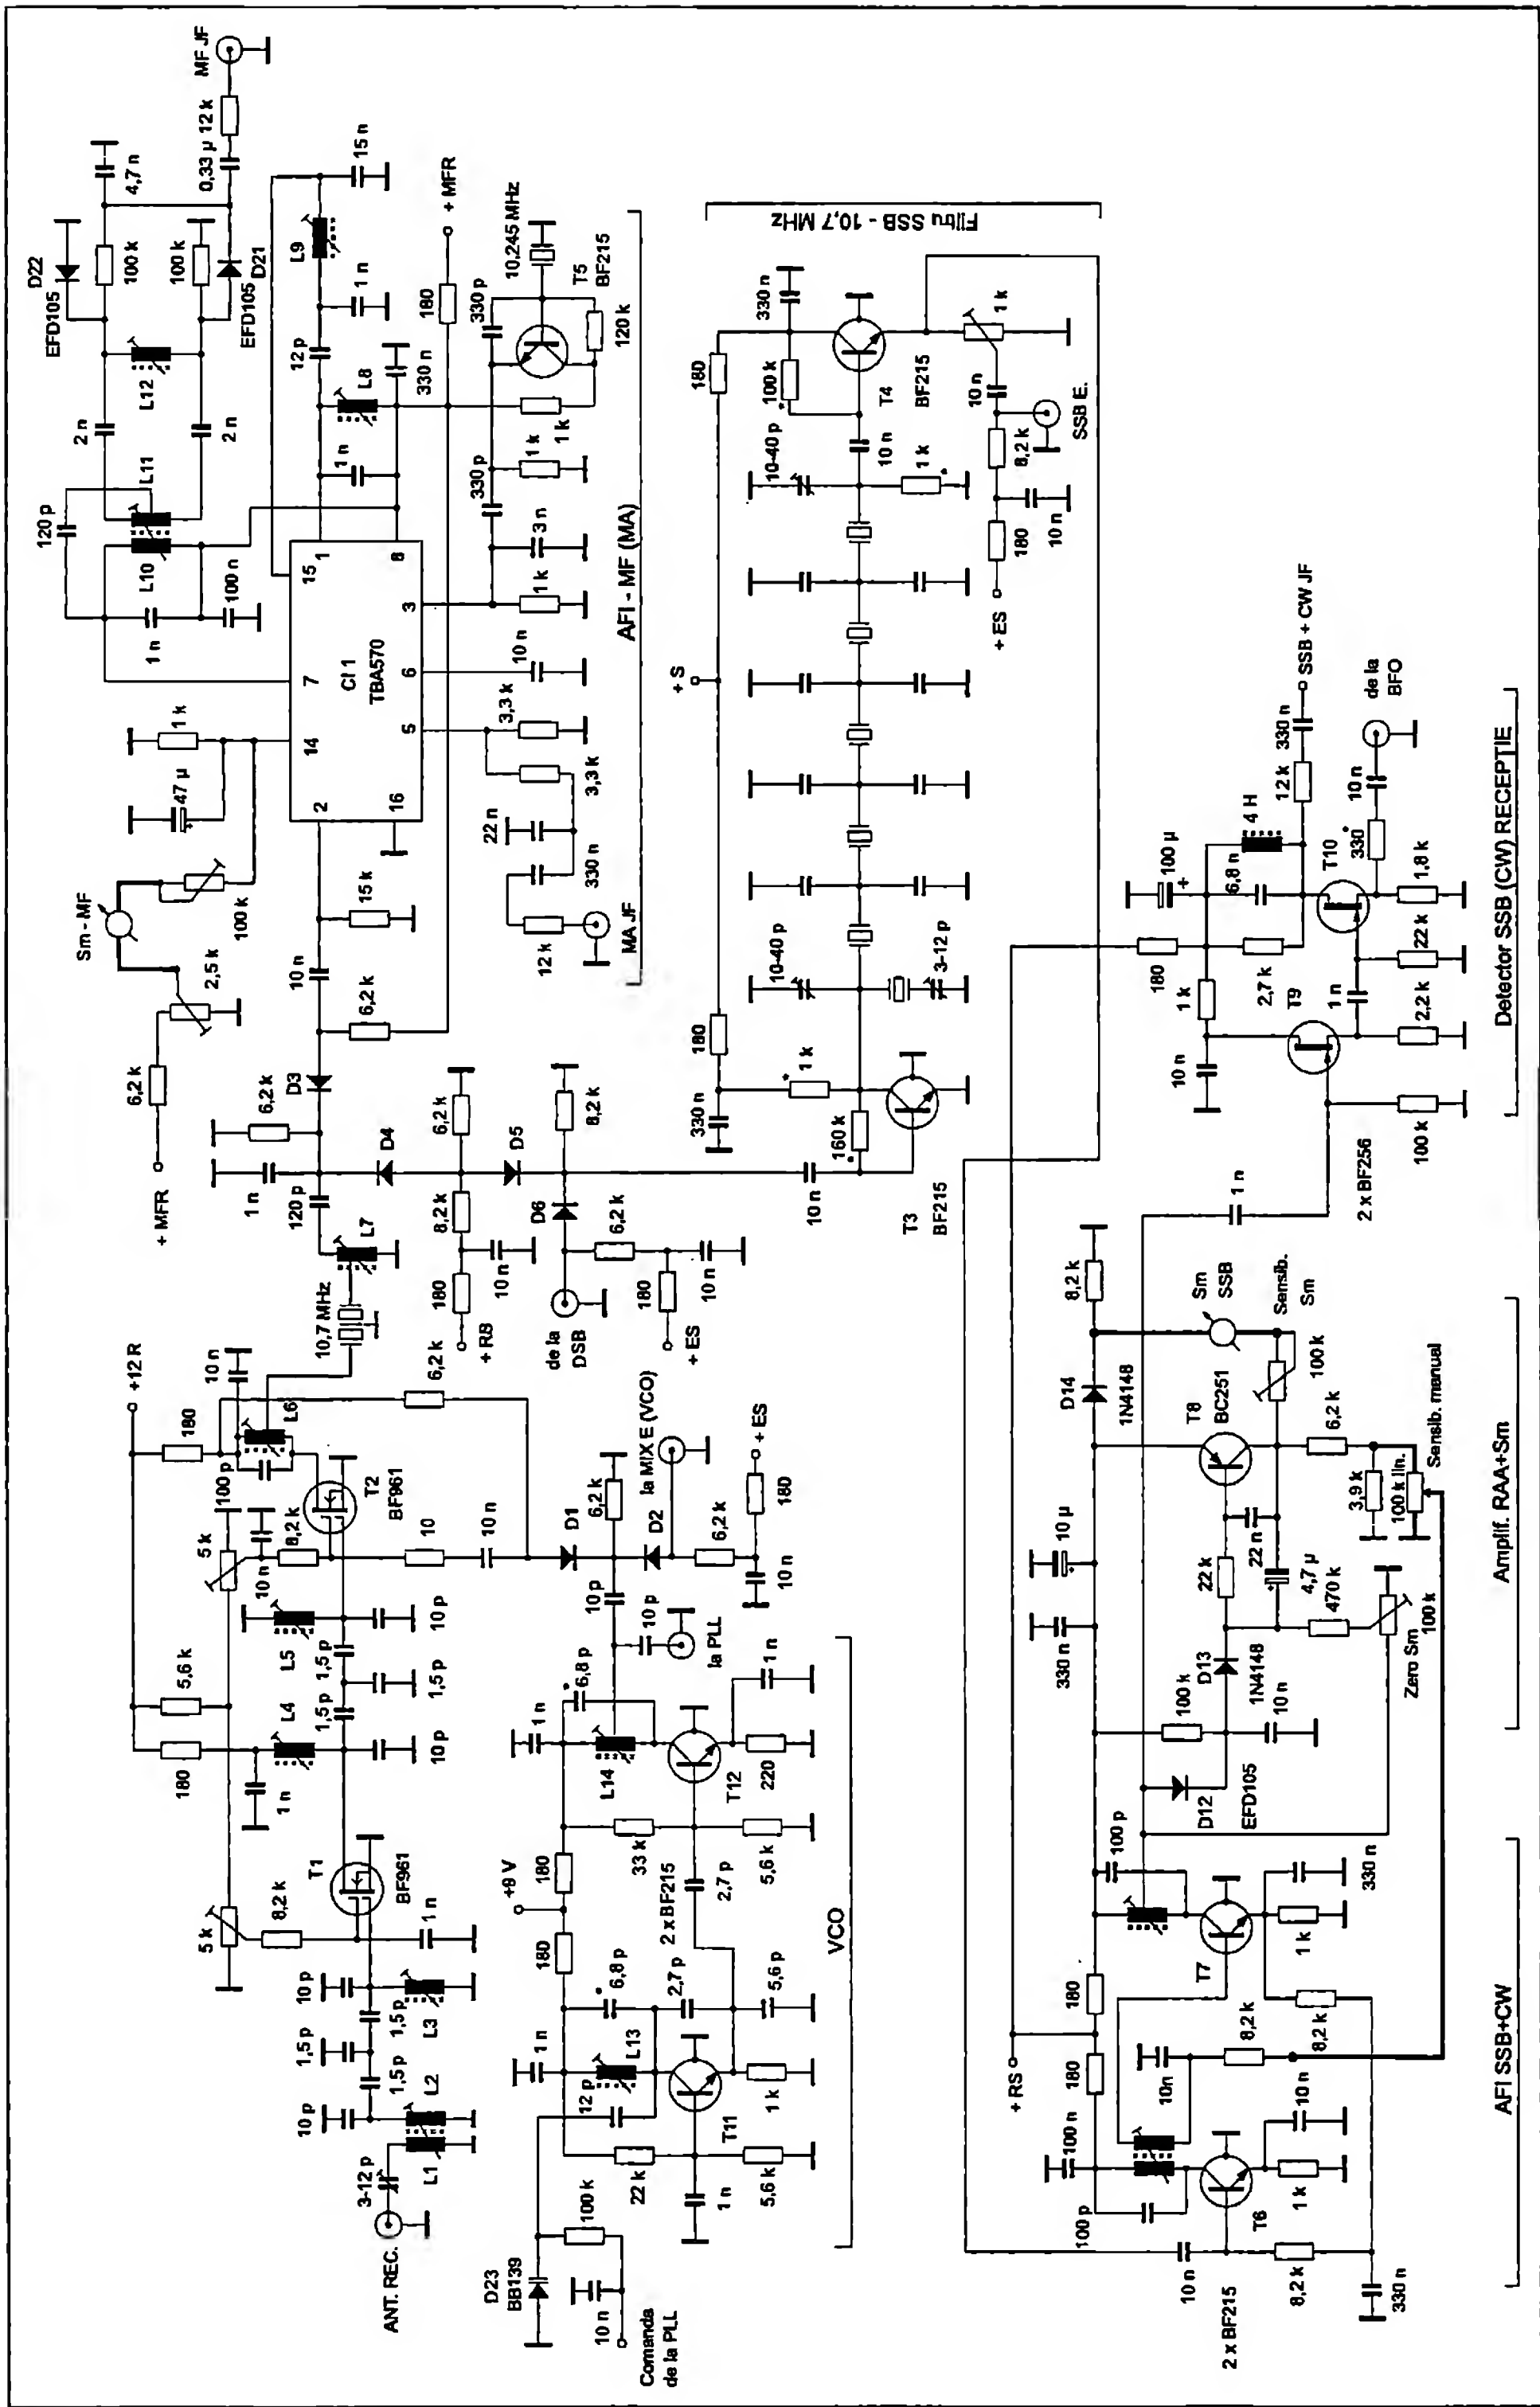 ANT. REC.
3-12 p
L1
L2
10 p
1,5 p
1,5 p
1,5 p
10 p
L3
5 k
8,2 k
1 n
T1
BF961
180
1 n
L4
5,6 k
10 p
1,5 p
1,5 p
1,5 p
L5
10 p
5 k
10 n
8,2 k
100 p
T2
BF961
10
10 n
180
+12 R
L6
10 n
6,2 k
10,7 MHz
L7
120 p
1 n
6,2 k
D3
D4
D5
D6
6,2 k
8,2 k
180
10 n
+ RS
8,2 k
de la
DSB
6,2 k
180
10 n
+ ES
10 n
+ MFR
6,2 k
2,5 k
Sm - MF
100 k
47 µ
1 k
10 n
15 k
6,2 k
2
14
7
15
1
16
5
6
3
8
CI 1
TBA570
120 p
L10
L11
1 n
100 n
2 n
2 n
L12
D22
EFD105
100 k
100 k
D21
EFD105
4,7 n
0,33 µ
12 k
MF JF
12 p
L9
1 n
15 n
L8
1 n
330 n
180
+ MFR
12 k
MA JF
22 n
330 n
3,3 k
3,3 k
10 n
1 k
3 n
330 p
1 k
1 k
330 p
T5
BF215
120 k
10,245 MHz
AFI - MF (MA)
D23
BB139
Comanda
de la PLL
10 n
100 k
22 k
1 n
5,6 k
12 p
1 n
L13
6,8 p
T11
1 k
2,7 p
5,6 p
180
+9 V
180
2 x BF215
2,7 p
33 k
5,6 k
1 n
L14
6,8 p
T12
220
1 n
10 p
10 p
la PLL
D1
D2
6,2 k
la MIX E (VCO)
6,2 k
10 n
180
+ ES
VCO
330 n
180
1 k
160 k
T3
BF215
10-40 p
3-12 p
+ S
180
330 n
100 k
10-40 p
10 n
1 k
T4
BF215
1 k
10 n
SSB E.
8,2 k
180
10 n
+ ES
Filtru SSB - 10,7 MHz
2 x BF215
10 n
8,2 k
330 n
100 p
100 n
T6
1 k
10 n
180
+ RS
180
10n
8,2 k
8,2 k
T7
100 p
1 k
330 n
AFI SSB+CW
D12
EFD105
100 k
10 n
D13
1N4148
330 n
10 µ
22 k
22 n
4,7 µ
470 k
Zero Sm
100 k
T8
BC251
D14
1N4148
8,2 k
Sm
SSB
Sensib.
Sm
100 k
6,2 k
3,9 k
100 k lin.
Sensib. manual
Amplif. RAA+Sm
1 n
2 x BF256
100 k
10 n
1 k
T9
2,2 k
1 n
22 k
180
2,7 k
100 µ
6,8 n
4 H
T10
1,8 k
330
10 n
12 k
330 n
SSB + CW JF
de la
BFO
Detector SSB (CW) RECEPTIE